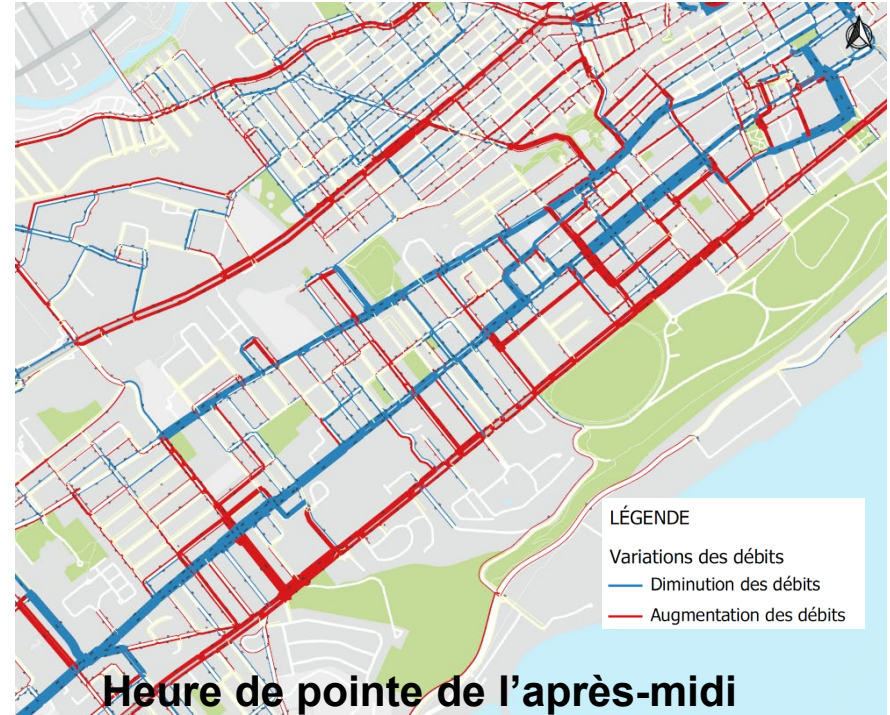 LÉGENDE
Variations des débits
Diminution des débits
Augmentation des débits
Heure de pointe de l’après-midi